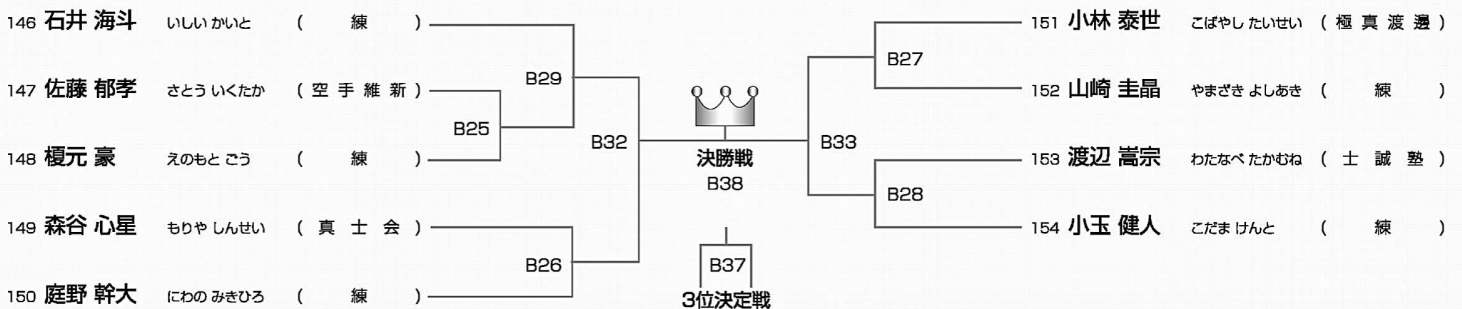 146 石井 海斗 いしい かいと ( 練 )
147 佐藤 郁孝 さとう いくたか ( 空 手 維 新 )
148 榎元 豪 えのもと ごう ( 練 )
149 森谷 心星 もりや しんせい ( 真 士 会 )
150 庭野 幹大 にわの みきひろ ( 練 )
B29
B25
B26
B32
決勝戦
B38
B37
3位決定戦
B33
B27
B28
151 小林 泰世 こばやし たいせい ( 極 真 渡 邊 )
152 山崎 圭晶 やまざき よしあき ( 練 )
153 渡辺 嵩宗 わたなべ たかむね ( 士 誠 塾 )
154 小玉 健人 こだま けんと ( 練 )